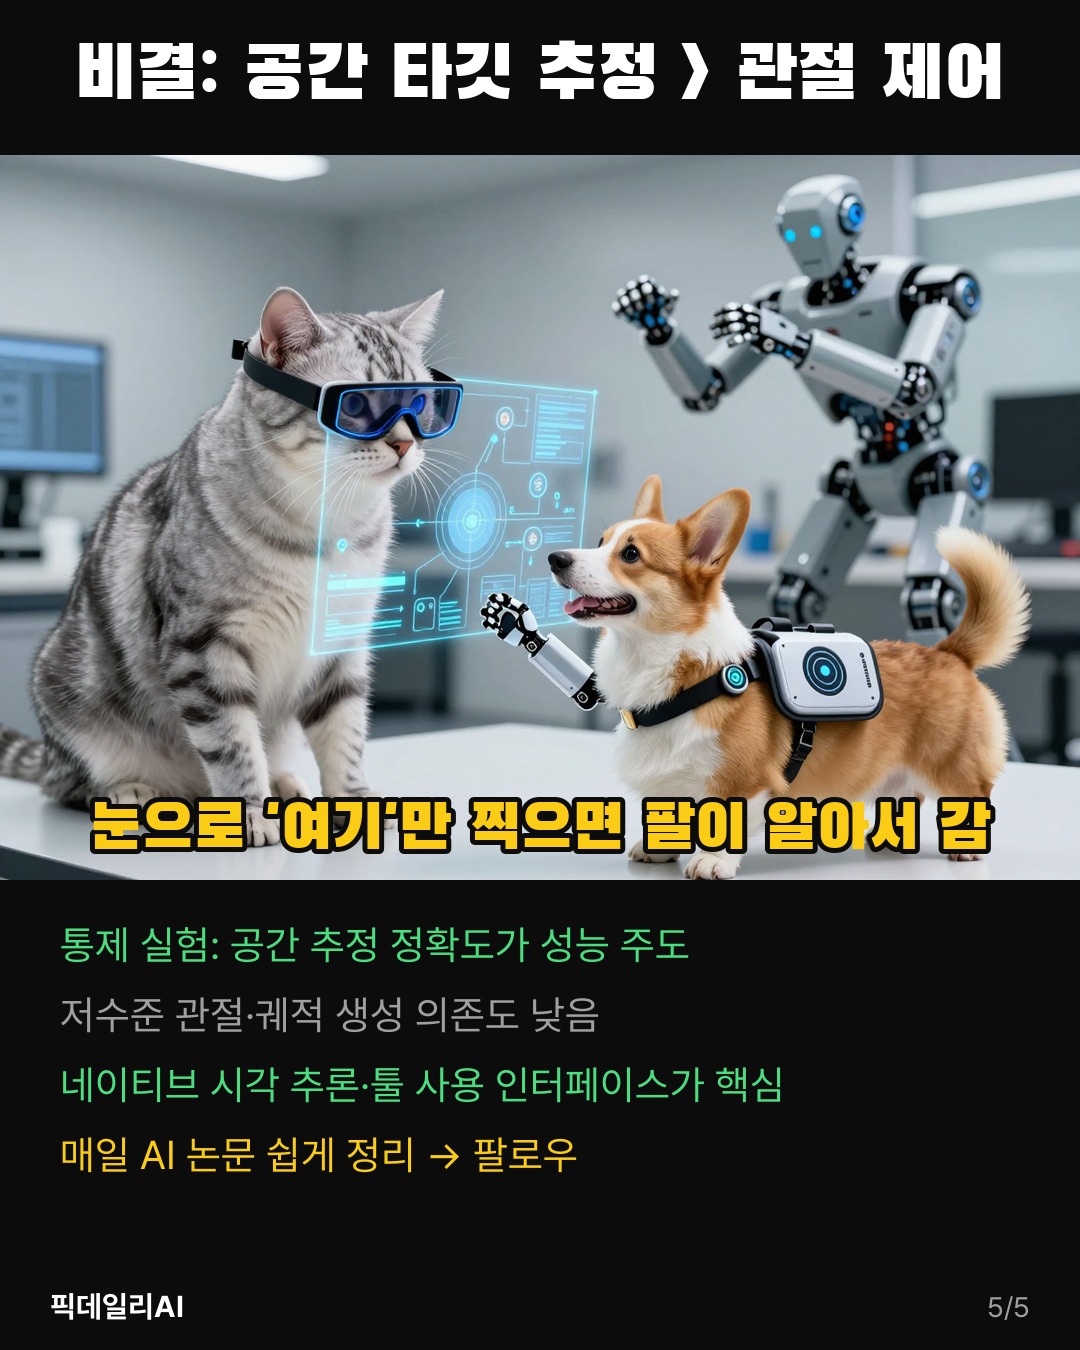 비결: 공간 타깃 추정 > 관절 제어
눈으로 '여기'만 찍으면 팔이 알아서 감
통제 실험: 공간 추정 정확도가 성능 주도
저수준 관절·궤적 생성 의존도 낮음
네이티브 시각 추론·툴 사용 인터페이스가 핵심
매일 AI 논문 쉽게 정리 → 팔로우
픽데일리AI
5/5